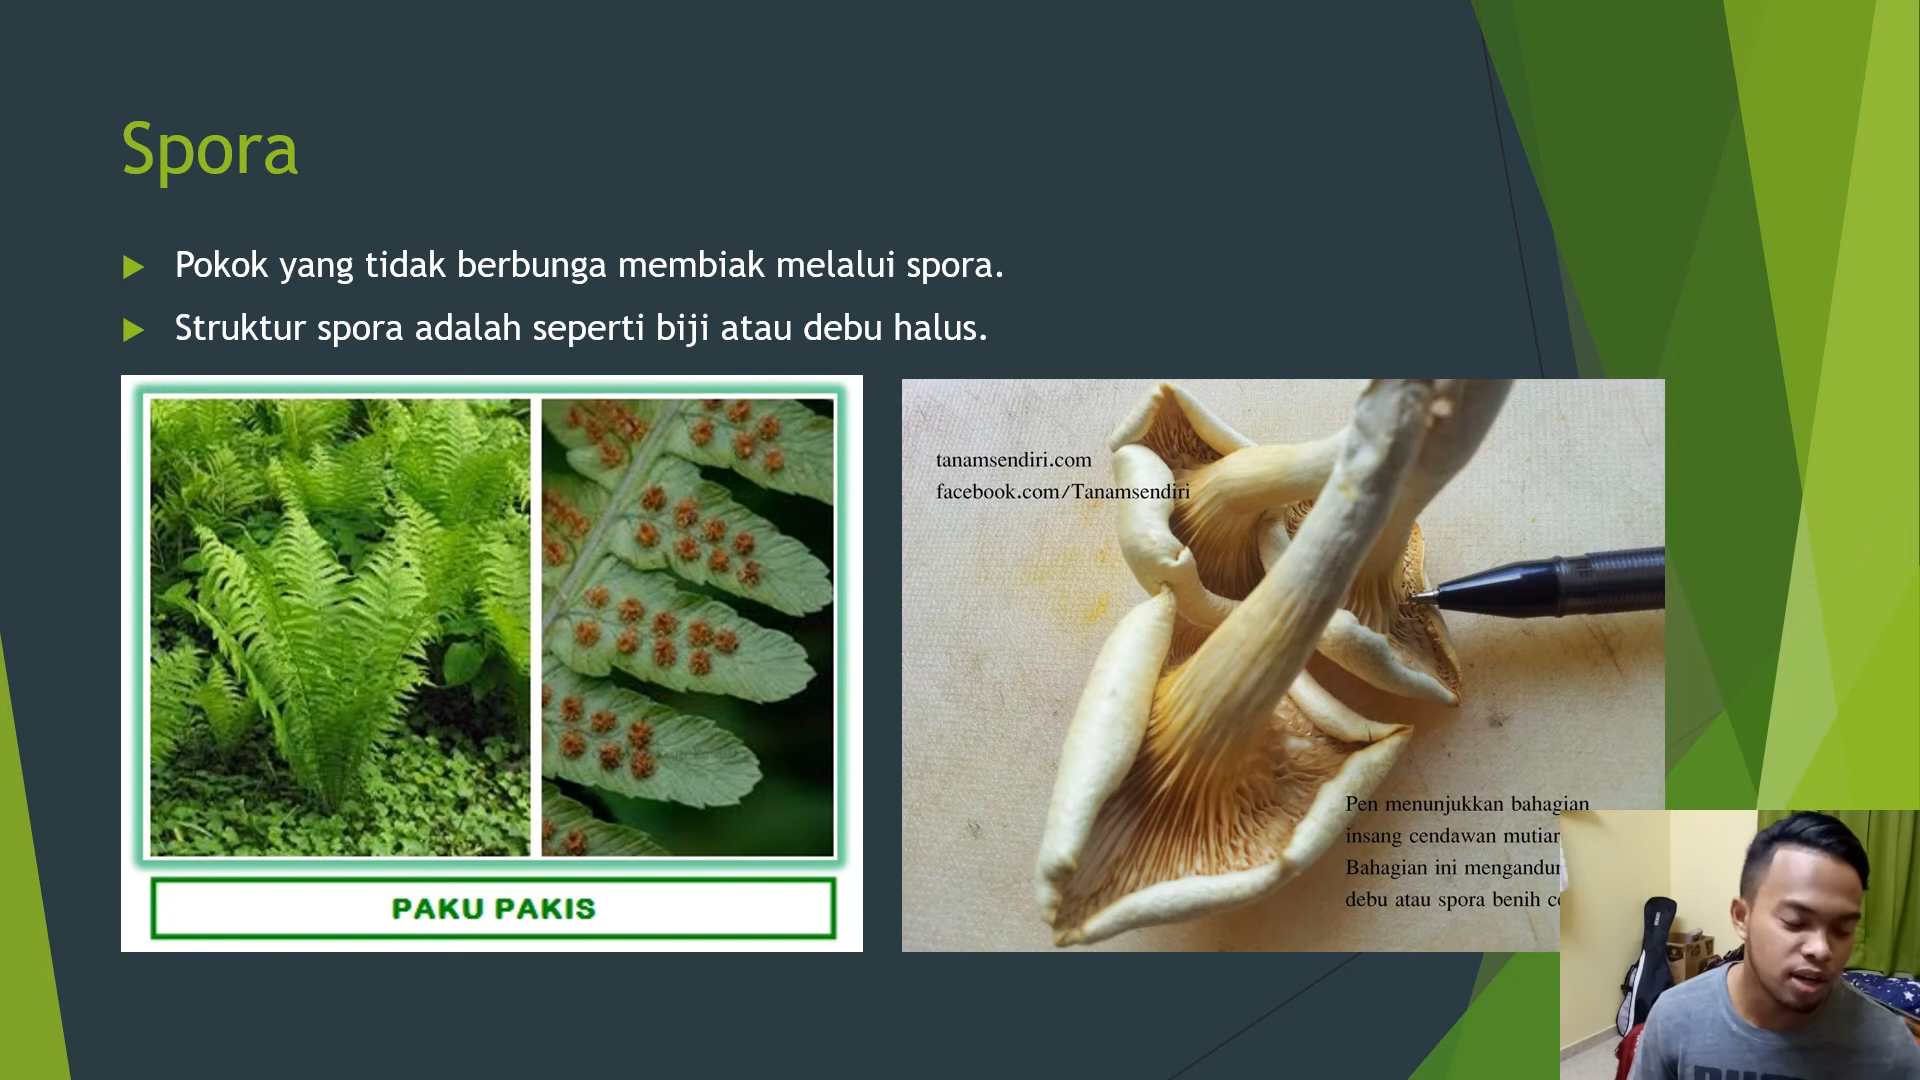 Spora
Pokok yang tidak berbunga membiak melalui spora.
Struktur spora adalah seperti biji atau debu halus.
tanamsendiri.com
facebook.com/Tanamsendiri
PAKU PAKIS
Pen menunjukkan bahagian
insang cendawan mutiar
Bahagian ini mengandun
debu atau spora benih